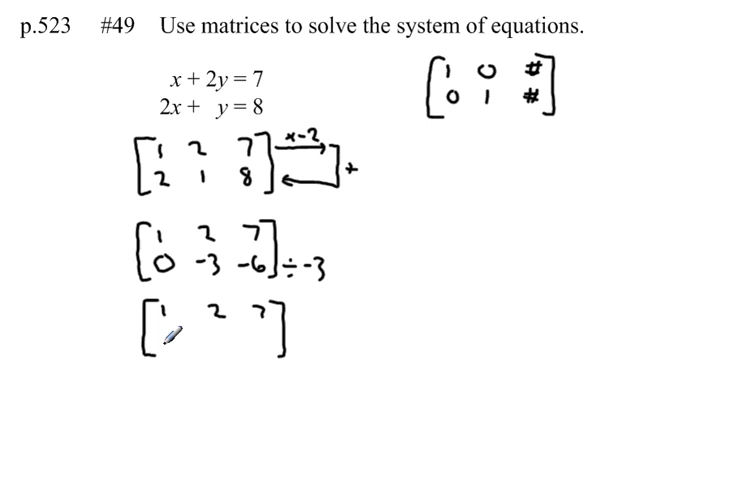 p.523 #49 Use matrices to solve the system of equations.
x + 2y = 7
2x + y = 8
[1 0 #
0 1 #]
[1 2 7
2 1 8] x-2 +
[1 2 7
0 -3 -6] ÷ -3
[1 2 7]